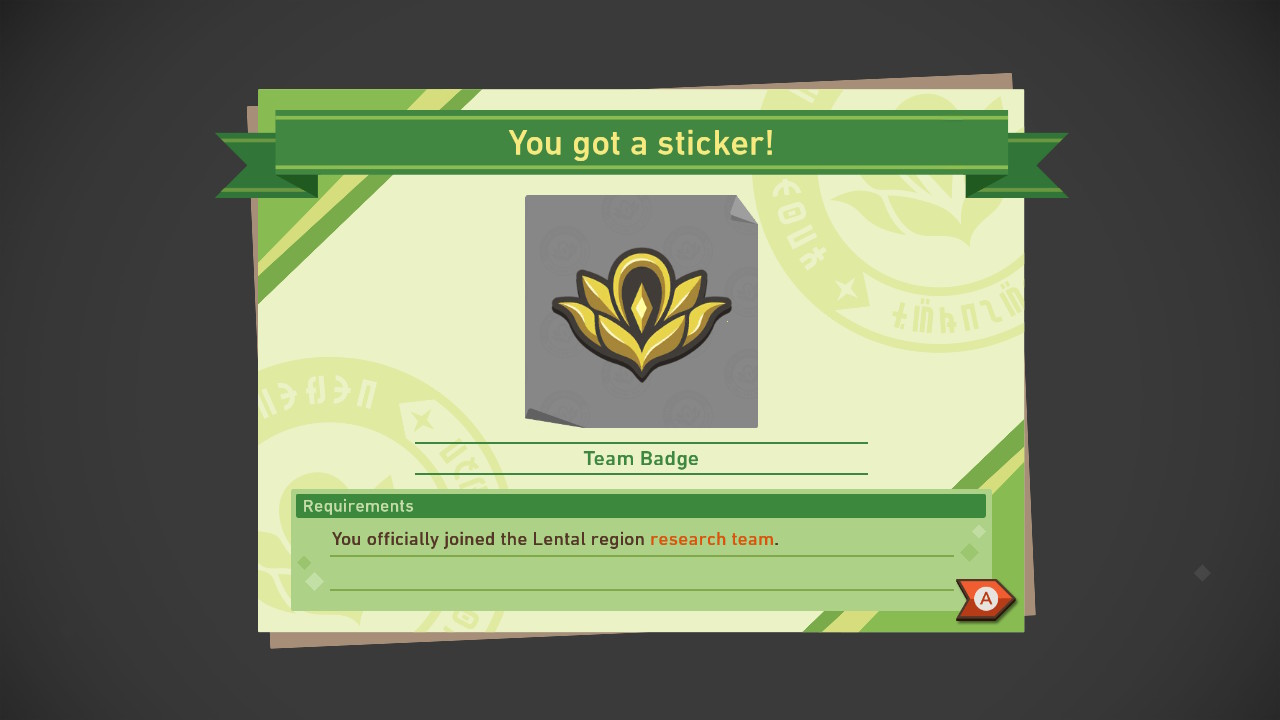 You got a sticker!
Team Badge
Requirements
You officially joined the Lental region research team.
A